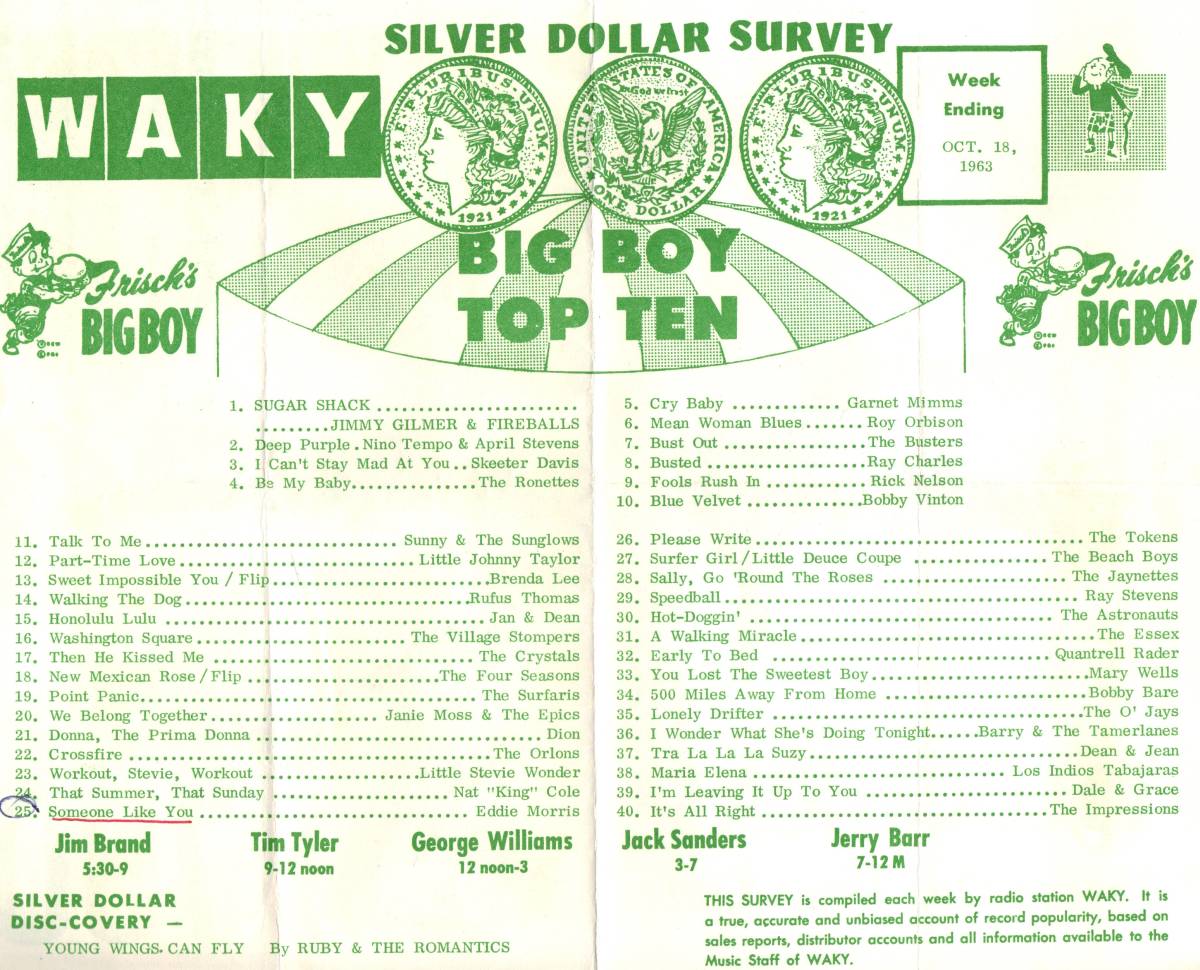 SILVER DOLLAR SURVEY
WAKY
E·PLURIBUS·UNUM
1921
UNITED STATES OF AMERICA
In God we trust
ONE DOLLAR
E·PLURIBUS·UNUM
1921
Week
Ending
OCT. 18,
1963
Frisch's
BIG BOY
BIG BOY
TOP TEN
Frisch's
BIG BOY
1. SUGAR SHACK ........................
.........JIMMY GILMER & FIREBALLS
2. Deep Purple . Nino Tempo & April Stevens
3. I Can't Stay Mad At You .. Skeeter Davis
4. Be My Baby...............The Ronettes
5. Cry Baby ............. Garnet Mimms
6. Mean Woman Blues ....... Roy Orbison
7. Bust Out .................The Busters
8. Busted ................... Ray Charles
9. Fools Rush In ............. Rick Nelson
10. Blue Velvet ..............Bobby Vinton
11. Talk To Me .............................. Sunny & The Sunglows
12. Part-Time Love ............................. Little Johnny Taylor
13. Sweet Impossible You / Flip..........................Brenda Lee
14. Walking The Dog..................................Rufus Thomas
15. Honolulu Lulu ....................................... Jan & Dean
16. Washington Square ......................... The Village Stompers
17. Then He Kissed Me ............................... The Crystals
18. New Mexican Rose / Flip .......................The Four Seasons
19. Point Panic........................................ The Surfaris
20. We Belong Together..................... Janie Moss & The Epics
21. Donna, The Prima Donna ................................... Dion
22. Crossfire ...........................................The Orlons
23. Workout, Stevie, Workout ...................Little Stevie Wonder
24. That Summer, That Sunday ..................... Nat "King" Cole
25. Someone Like You ................................ Eddie Morris
26. Please Write ....................................... The Tokens
27. Surfer Girl / Little Deuce Coupe ................ The Beach Boys
28. Sally, Go 'Round The Roses ...................... The Jaynettes
29. Speedball .......................................... Ray Stevens
30. Hot-Doggin' ..................................... The Astronauts
31. A Walking Miracle................................... The Essex
32. Early To Bed ................................. Quantrell Rader
33. You Lost The Sweetest Boy..........................Mary Wells
34. 500 Miles Away From Home ....................... Bobby Bare
35. Lonely Drifter ....................................The O' Jays
36. I Wonder What She's Doing Tonight......Barry & The Tamerlanes
37. Tra La La La Suzy................................Dean & Jean
38. Maria Elena ............................. Los Indios Tabajaras
39. I'm Leaving It Up To You ........................ Dale & Grace
40. It's All Right ................................ The Impressions
Jim Brand
5:30-9
Tim Tyler
9-12 noon
George Williams
12 noon-3
Jack Sanders
3-7
Jerry Barr
7-12 M
SILVER DOLLAR
DISC-COVERY —
YOUNG WINGS CAN FLY By RUBY & THE ROMANTICS
THIS SURVEY is compiled each week by radio station WAKY. It is
a true, accurate and unbiased account of record popularity, based on
sales reports, distributor accounts and all information available to the
Music Staff of WAKY.